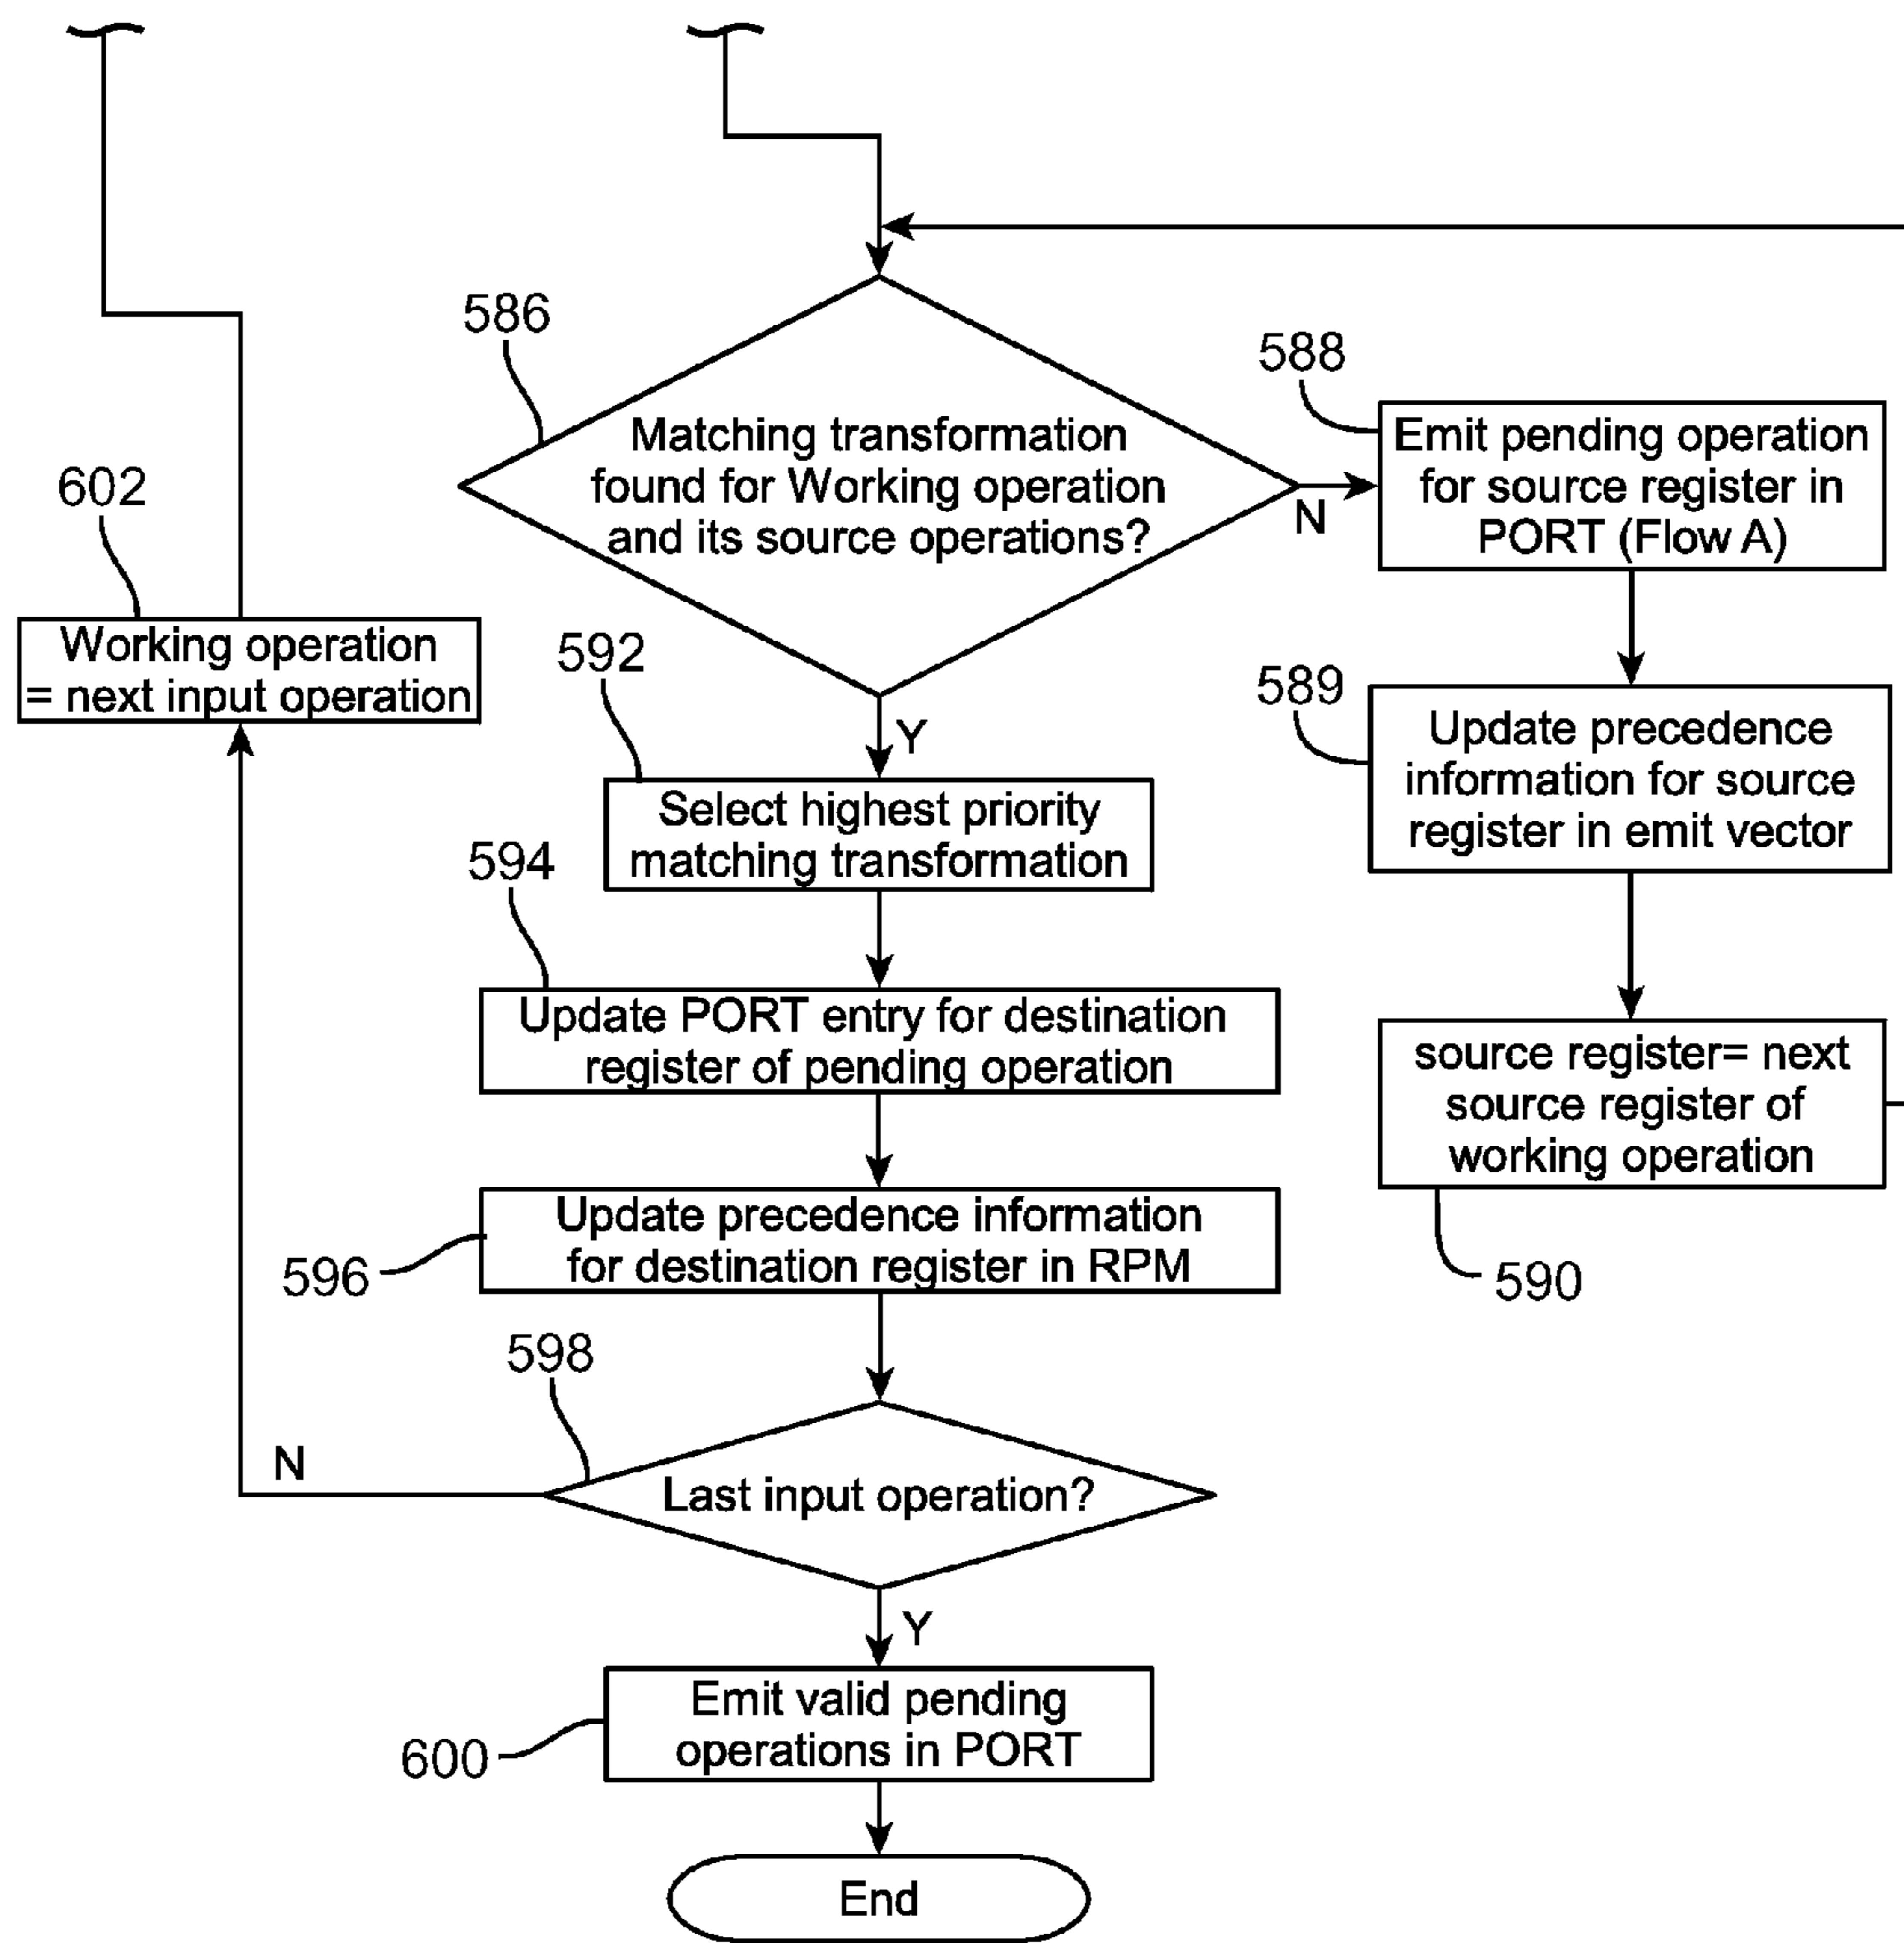 586
Matching transformation
found for Working operation
and its source operations?
N
588
Emit pending operation
for source register in
PORT (Flow A)
602
Working operation
= next input operation
Y
592
Select highest priority
matching transformation
589
Update precedence
information for source
register in emit vector
594
Update PORT entry for destination
register of pending operation
source register= next
source register of
working operation
590
596
Update precedence information
for destination register in RPM
598
N
Last input operation?
Y
600
Emit valid pending
operations in PORT
End